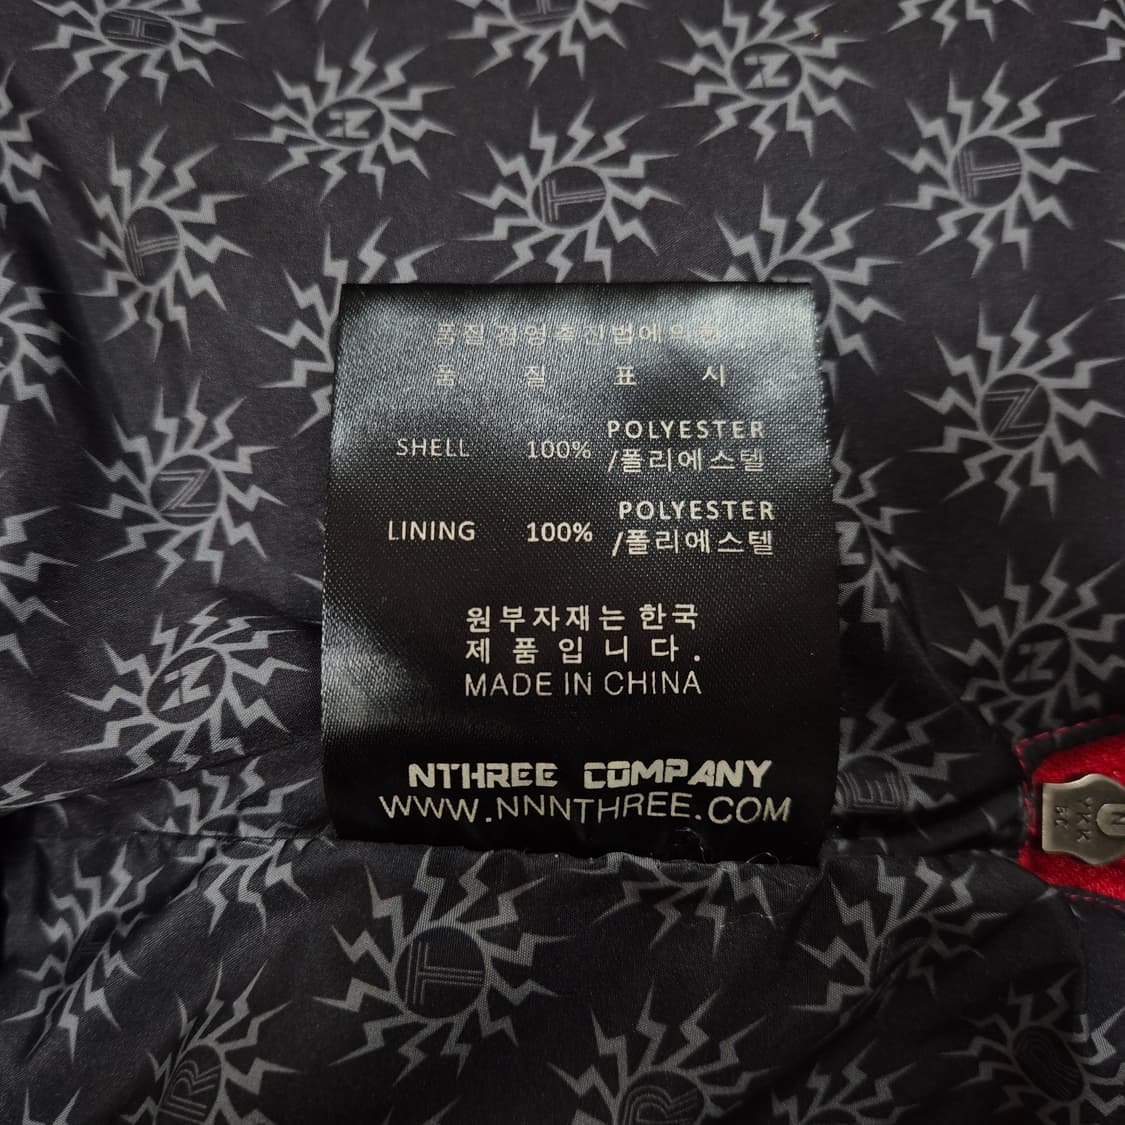 품질경영촉진법에의한
품 질 표 시
SHELL 100% POLYESTER
/폴리에스텔
LINING 100% POLYESTER
/폴리에스텔
원부자재는 한국
제 품 입 니 다 .
MADE IN CHINA
NTHREE COMPANY
WWW.NNNTHREE.COM
N
YKK